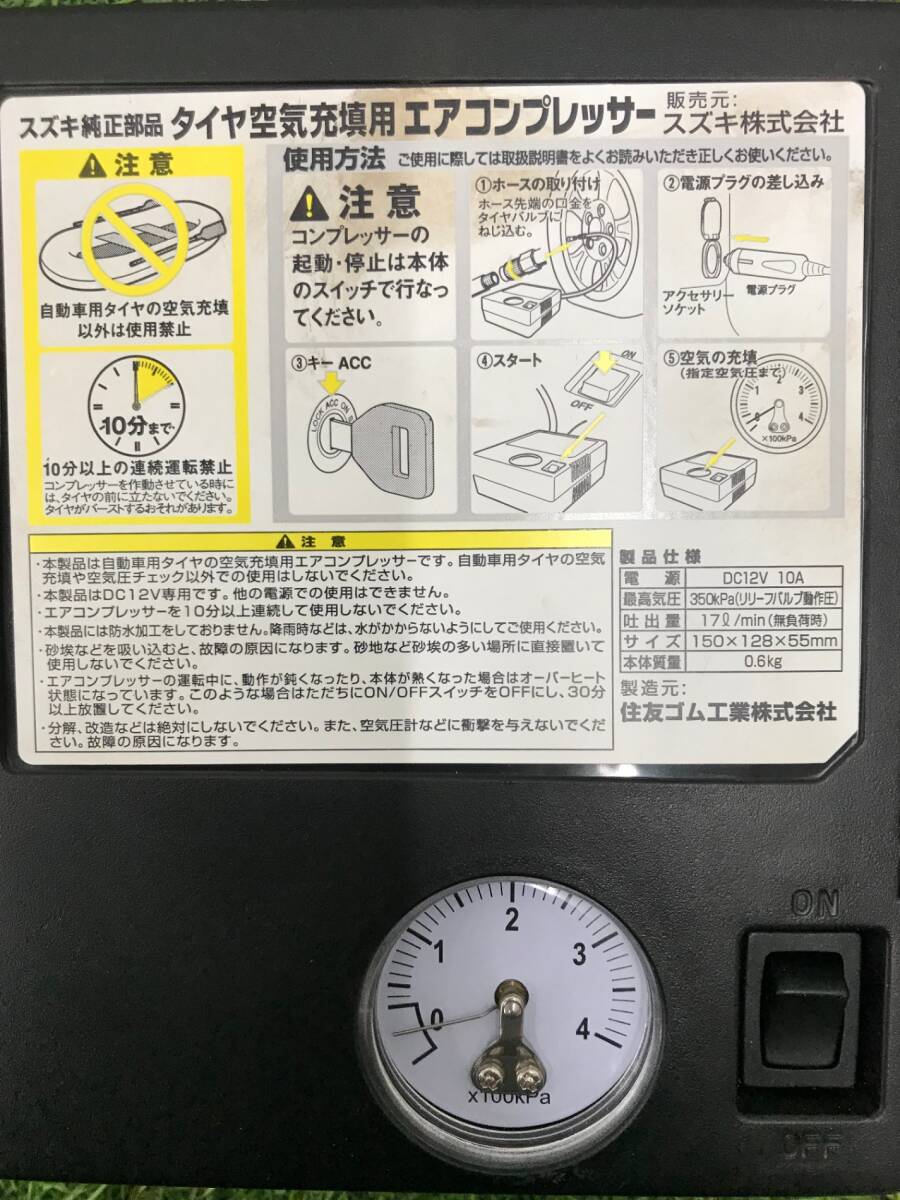 スズキ純正部品 タイヤ空気充填用 エアコンプレッサー
販売元:
スズキ株式会社
注意
自動車用タイヤの空気充填
以外は使用禁止
10分まで
10分以上の連続運転禁止
コンプレッサーを作動させている時に
は、タイヤの前に立たないでください。
タイヤがバーストするおそれがあります。
使用方法 ご使用に際しては取扱説明書をよくお読みいただき正しくお使いください。
注意
コンプレッサーの
起動・停止は本体
のスイッチで行なっ
てください。
①ホースの取り付け
ホース先端の口金を
タイヤバルブに
ねじ込む。
②電源プラグの差し込み
アクセサリー
ソケット
電源プラグ
③キー ACC
LOCK ACC ON
④スタート
ON
OFF
⑤空気の充填
(指定空気圧まで)
1 2 3 4
×100kPa
注意
・本製品は自動車用タイヤの空気充填用エアコンプレッサーです。自動車用タイヤの空気
充填や空気圧チェック以外での使用はしないでください。
・本製品はDC12V専用です。他の電源での使用はできません。
・エアコンプレッサーを10分以上連続して使用しないでください。
・本製品には防水加工をしておりません。降雨時などは、水がかからないようにしてご使用ください。
・砂埃などを吸い込むと、故障の原因になります。砂地など砂埃の多い場所に直接置いて
使用しないでください。
・エアコンプレッサーの運転中に、動作が鈍くなったり、本体が熱くなった場合はオーバーヒート
状態になっています。このような場合はただちにON/OFFスイッチをOFFにし、30分
以上放置してください。
・分解、改造などは絶対にしないでください。また、空気圧計などに衝撃を与えないでくだ
さい。故障の原因になります。
製品仕様
電源 DC12V 10A
最高気圧 350kPa(リリーフバルブ動作圧)
吐出量 17ℓ/min(無負荷時)
サイズ 150×128×55mm
本体質量 0.6kg
製造元:
住友ゴム工業株式会社
0 1 2 3 4
x100kPa
ON
OFF